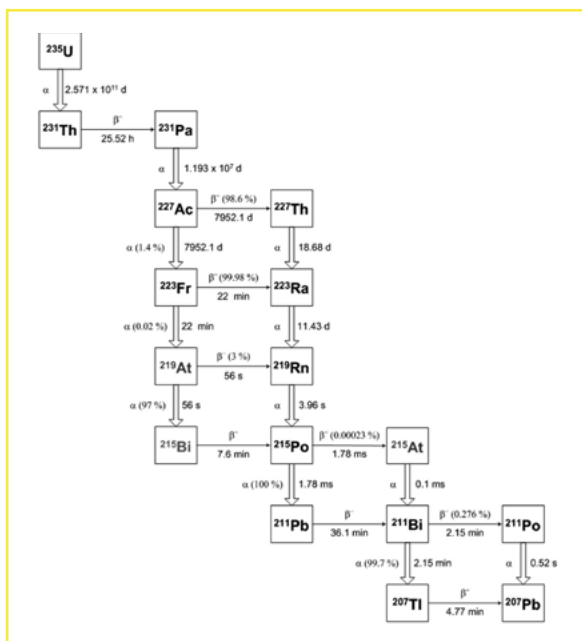 ²³⁵U
α 2.571 x 10¹¹ d
²³¹Th β⁻ ²³¹Pa
25.52 h
α 1.193 x 10⁷ d
β⁻ (98.6 %)
²²⁷Ac ²²⁷Th
7952.1 d
α (1.4 %) 7952.1 d α 18.68 d
β⁻ (99.98 %)
²²³Fr ²²³Ra
22 min
α (0.02 %) 22 min α 11.43 d
β⁻ (3 %)
²¹⁹At ²¹⁹Rn
56 s
α (97 %) 56 s α 3.96 s
β⁻ β⁻ (0.00023 %)
²¹⁵Bi ²¹⁵Po ²¹⁵At
7.6 min 1.78 ms
α (100 %) 1.78 ms α 0.1 ms
β⁻ β⁻ (0.276 %)
²¹¹Pb ²¹¹Bi ²¹¹Po
36.1 min 2.15 min
α (99.7 %) 2.15 min α 0.52 s
β⁻
²⁰⁷Tl ²⁰⁷Pb
4.77 min